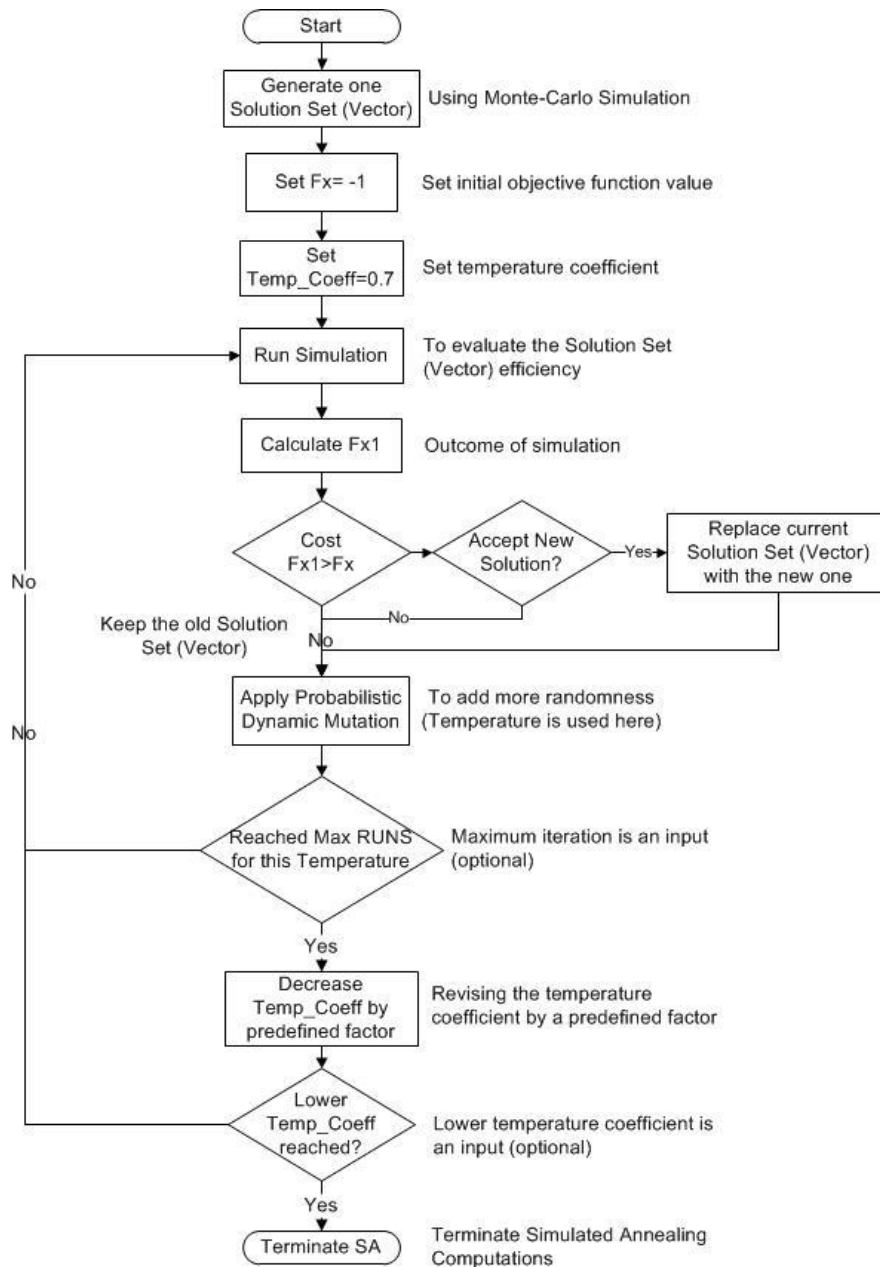 Start
Generate one
Solution Set (Vector)
Using Monte-Carlo Simulation
Set Fx= -1
Set initial objective function value
Set
Temp_Coeff=0.7
Set temperature coefficient
Run Simulation
To evaluate the Solution Set
(Vector) efficiency
Calculate Fx1
Outcome of simulation
Cost
Fx1>Fx
Accept New
Solution?
Yes
Replace current
Solution Set (Vector)
with the new one
No
No
Keep the old Solution
Set (Vector)
No
Apply Probabilistic
Dynamic Mutation
To add more randomness
(Temperature is used here)
No
Reached Max RUNS
for this Temperature
Maximum iteration is an input
(optional)
Yes
Decrease
Temp_Coeff by
predefined factor
Revising the temperature
coefficient by a predefined factor
Lower
Temp_Coeff
reached?
Lower temperature coefficient is
an input (optional)
Yes
Terminate SA
Terminate Simulated Annealing
Computations